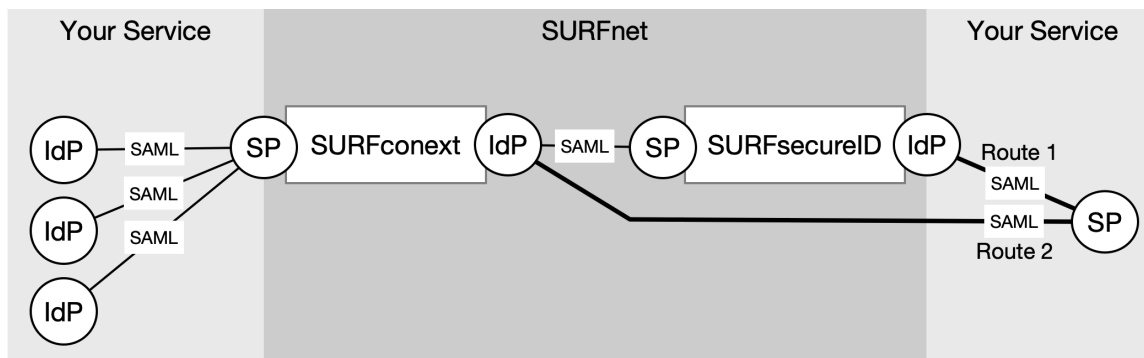 Your Service
SURFnet
Your Service
IdP
SAML
SP
SURFconext
IdP
SAML
SP
SURFsecureID
IdP
Route 1
SAML
SAML
IdP
SAML
SP
SAML
Route 2
IdP